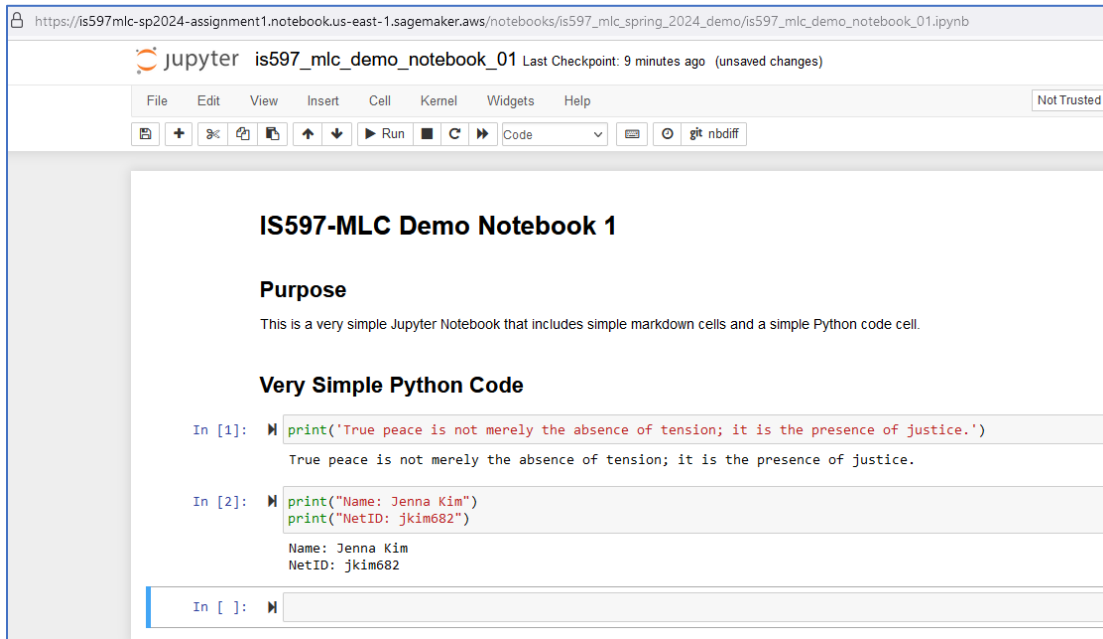 https://is597mlc-sp2024-assignment1.notebook.us-east-1.sagemaker.aws/notebooks/is597_mlc_spring_2024_demo/is597_mlc_demo_notebook_01.ipynb
jupyter is597_mlc_demo_notebook_01 Last Checkpoint: 9 minutes ago (unsaved changes)
File Edit View Insert Cell Kernel Widgets Help Not Trusted
Run Code git nbdiff
IS597-MLC Demo Notebook 1
Purpose
This is a very simple Jupyter Notebook that includes simple markdown cells and a simple Python code cell.
Very Simple Python Code
In [1]: print('True peace is not merely the absence of tension; it is the presence of justice.')
True peace is not merely the absence of tension; it is the presence of justice.
In [2]: print("Name: Jenna Kim")
print("NetID: jkim682")
Name: Jenna Kim
NetID: jkim682
In [ ]: